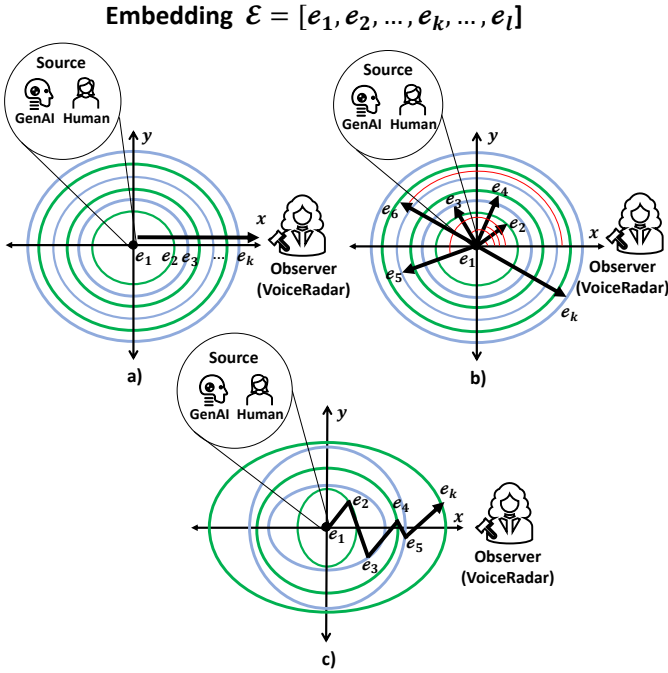 Embedding ℰ = [e₁, e₂, …, eₖ, …, eₗ]
Source
GenAI Human
y
x
e₁ e₂ e₃ … eₖ
Observer
(VoiceRadar)
a)
Source
GenAI Human
y
e₆ e₃ e₄
e₂
x
e₁
e₅
eₖ
Observer
(VoiceRadar)
b)
Source
GenAI Human
y
e₂ e₄ eₖ
x
e₁
e₃ e₅
Observer
(VoiceRadar)
c)